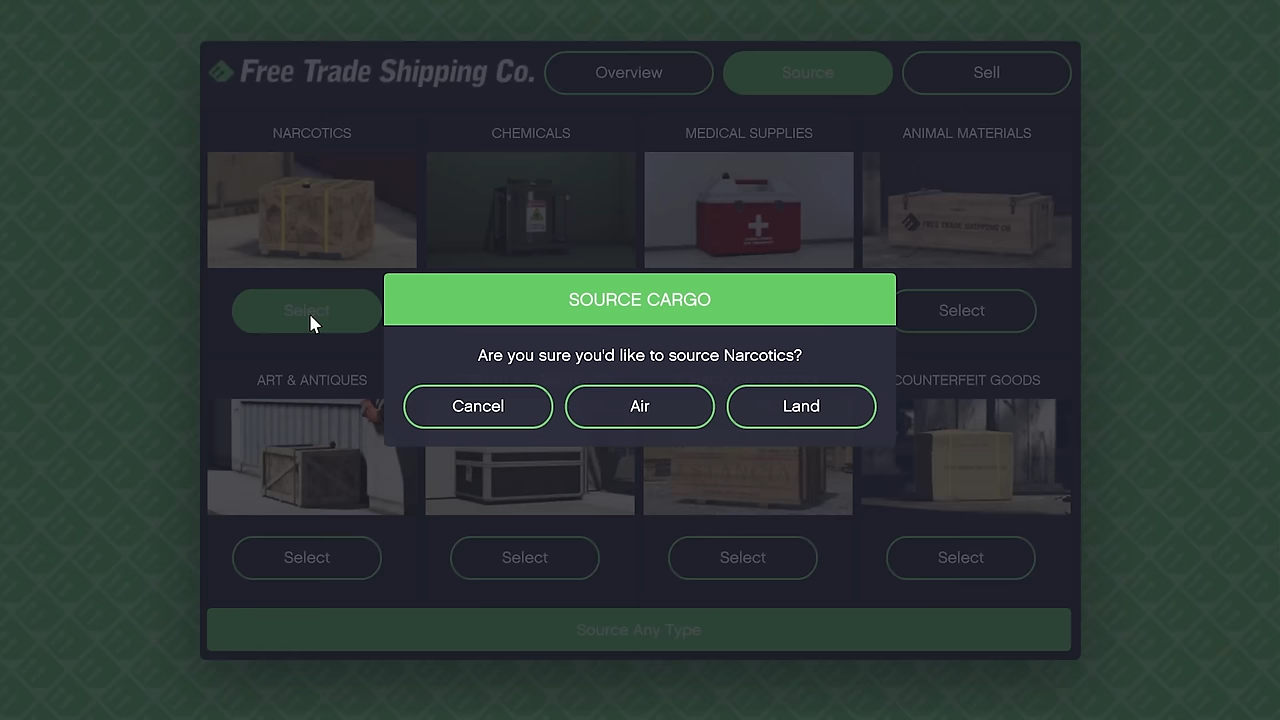 Free Trade Shipping Co.
Overview
Source
Sell
NARCOTICS
CHEMICALS
MEDICAL SUPPLIES
ANIMAL MATERIALS
FREE TRADE SHIPPING CO
Select
Select
SOURCE CARGO
Are you sure you'd like to source Narcotics?
Cancel
Air
Land
ART & ANTIQUES
COUNTERFEIT GOODS
Select
Select
Select
Select
Source Any Type